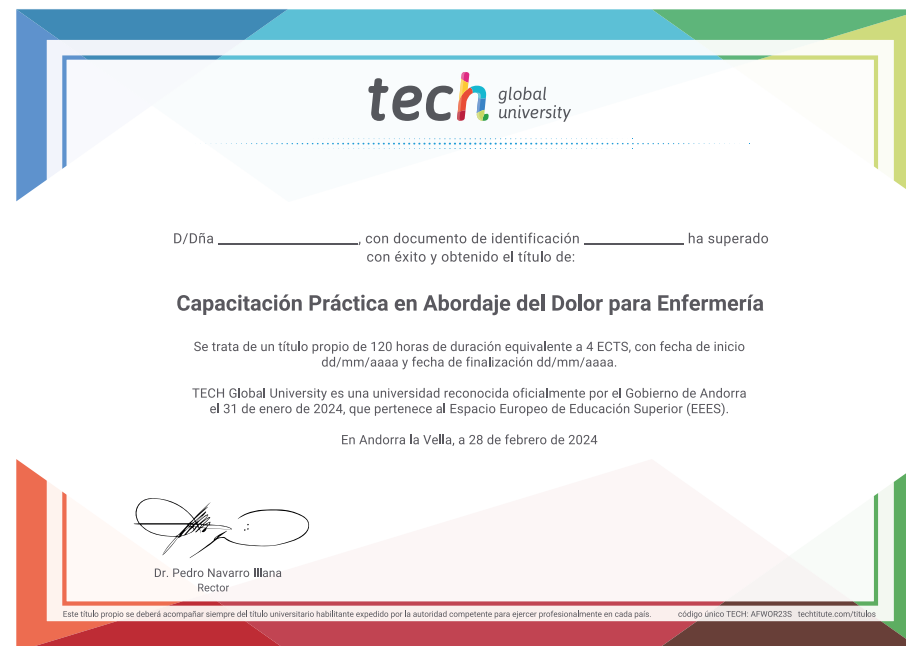 tech global
university
D/Dña ____________________, con documento de identificación ______________ ha superado
con éxito y obtenido el título de:
Capacitación Práctica en Abordaje del Dolor para Enfermería
Se trata de un título propio de 120 horas de duración equivalente a 4 ECTS, con fecha de inicio
dd/mm/aaaa y fecha de finalización dd/mm/aaaa.
TECH Global University es una universidad reconocida oficialmente por el Gobierno de Andorra
el 31 de enero de 2024, que pertenece al Espacio Europeo de Educación Superior (EEES).
En Andorra la Vella, a 28 de febrero de 2024
Dr. Pedro Navarro Illana
Rector
Este título propio se deberá acompañar siempre del título universitario habilitante expedido por la autoridad competente para ejercer profesionalmente en cada país. código único TECH: AFWOR23S techtitute.com/titulos